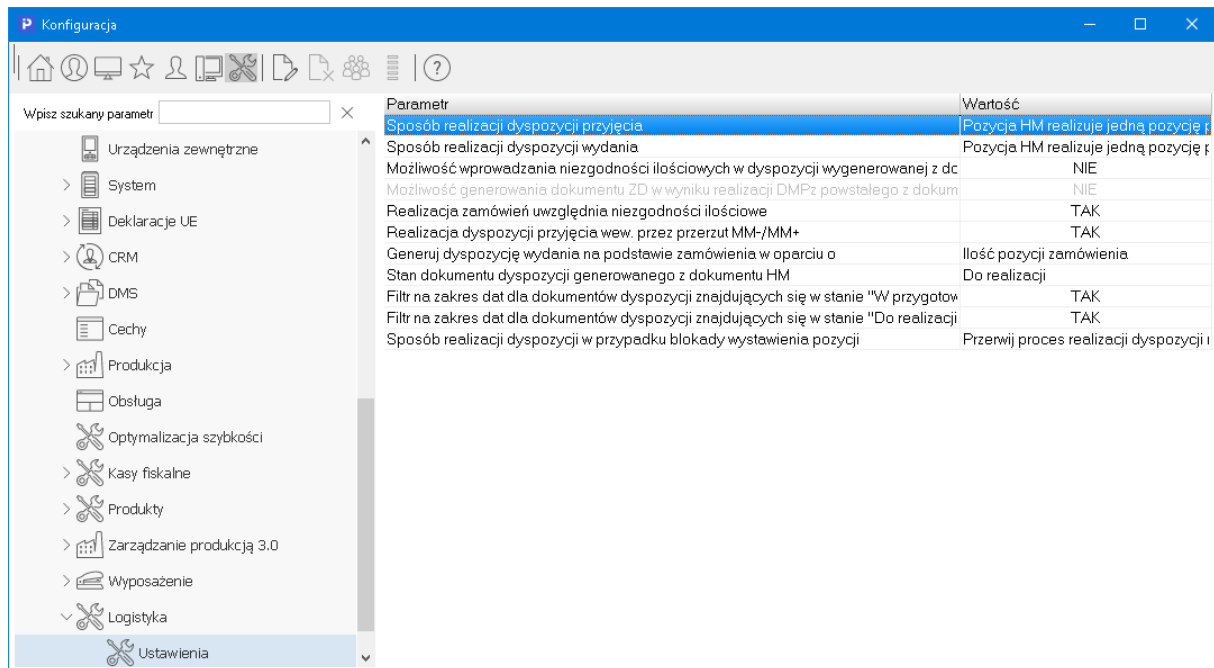 Konfiguracja
Wpisz szukany parametr
Parametr Wartość
Sposób realizacji dyspozycji przyjęcia Pozycja HM realizuje jedną pozycję
Sposób realizacji dyspozycji wydania Pozycja HM realizuje jedną pozycję
Możliwość wprowadzania niezgodności ilościowych w dyspozycji wygenerowanej z do NIE
Możliwość generowania dokumentu ZD w wyniku realizacji DMPz powstałego z dokum NIE
Realizacja zamówień uwzględnia niezgodności ilościowe TAK
Realizacja dyspozycji przyjęcia wew. przez przerzut MM-/MM+ TAK
Generuj dyspozycję wydania na podstawie zamówienia w oparciu o Ilość pozycji zamówienia
Stan dokumentu dyspozycji generowanego z dokumentu HM Do realizacji
Filtr na zakres dat dla dokumentów dyspozycji znajdujących się w stanie "W przygotow TAK
Filtr na zakres dat dla dokumentów dyspozycji znajdujących się w stanie "Do realizacji TAK
Sposób realizacji dyspozycji w przypadku blokady wystawienia pozycji Przerwij proces realizacji dyspozycji
Urządzenia zewnętrzne
System
Deklaracje UE
CRM
DMS
Cechy
Produkcja
Obsługa
Optymalizacja szybkości
Kasy fiskalne
Produkty
Zarządzanie produkcją 3.0
Wyposażenie
Logistyka
Ustawienia